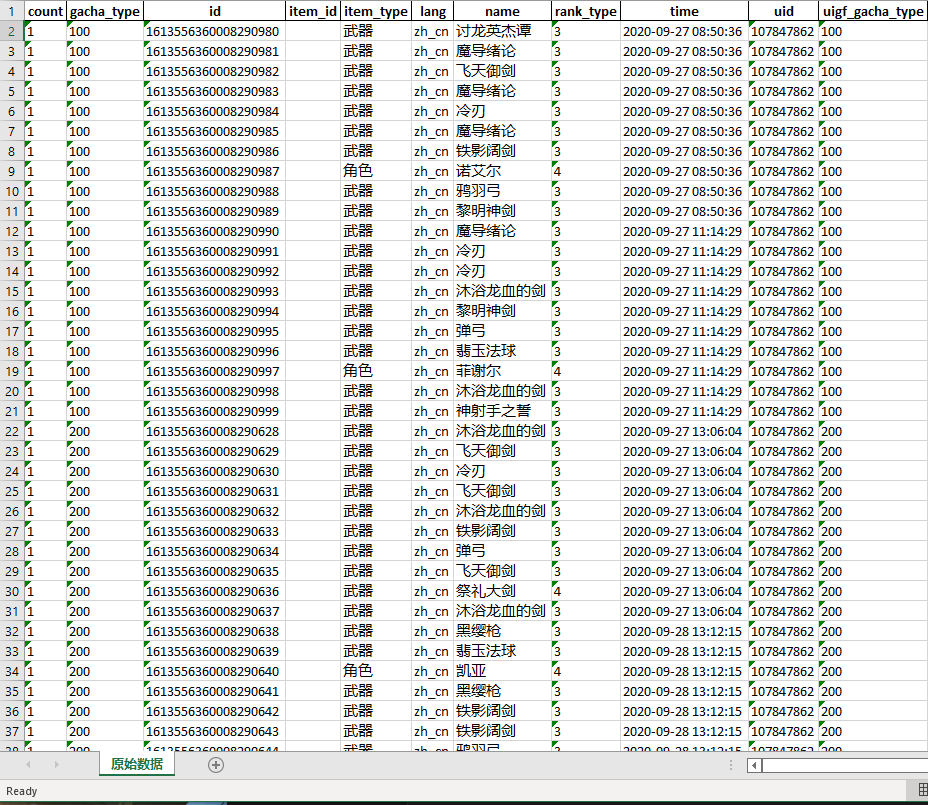 1 count gacha_type id item_id item_type lang name rank_type time uid uigf_gacha_type
2 1 100 1613556360008290980 武器 zh_cn 讨龙英杰谭 3 2020-09-27 08:50:36 107847862 100
3 1 100 1613556360008290981 武器 zh_cn 魔导绪论 3 2020-09-27 08:50:36 107847862 100
4 1 100 1613556360008290982 武器 zh_cn 飞天御剑 3 2020-09-27 08:50:36 107847862 100
5 1 100 1613556360008290983 武器 zh_cn 魔导绪论 3 2020-09-27 08:50:36 107847862 100
6 1 100 1613556360008290984 武器 zh_cn 冷刃 3 2020-09-27 08:50:36 107847862 100
7 1 100 1613556360008290985 武器 zh_cn 魔导绪论 3 2020-09-27 08:50:36 107847862 100
8 1 100 1613556360008290986 武器 zh_cn 铁影阔剑 3 2020-09-27 08:50:36 107847862 100
9 1 100 1613556360008290987 角色 zh_cn 诺艾尔 4 2020-09-27 08:50:36 107847862 100
10 1 100 1613556360008290988 武器 zh_cn 鸦羽弓 3 2020-09-27 08:50:36 107847862 100
11 1 100 1613556360008290989 武器 zh_cn 黎明神剑 3 2020-09-27 08:50:36 107847862 100
12 1 100 1613556360008290990 武器 zh_cn 魔导绪论 3 2020-09-27 11:14:29 107847862 100
13 1 100 1613556360008290991 武器 zh_cn 冷刃 3 2020-09-27 11:14:29 107847862 100
14 1 100 1613556360008290992 武器 zh_cn 冷刃 3 2020-09-27 11:14:29 107847862 100
15 1 100 1613556360008290993 武器 zh_cn 沐浴龙血的剑 3 2020-09-27 11:14:29 107847862 100
16 1 100 1613556360008290994 武器 zh_cn 黎明神剑 3 2020-09-27 11:14:29 107847862 100
17 1 100 1613556360008290995 武器 zh_cn 弹弓 3 2020-09-27 11:14:29 107847862 100
18 1 100 1613556360008290996 武器 zh_cn 翡玉法球 3 2020-09-27 11:14:29 107847862 100
19 1 100 1613556360008290997 角色 zh_cn 菲谢尔 4 2020-09-27 11:14:29 107847862 100
20 1 100 1613556360008290998 武器 zh_cn 沐浴龙血的剑 3 2020-09-27 11:14:29 107847862 100
21 1 100 1613556360008290999 武器 zh_cn 神射手之誓 3 2020-09-27 11:14:29 107847862 100
22 1 200 1613556360008290628 武器 zh_cn 沐浴龙血的剑 3 2020-09-27 13:06:04 107847862 200
23 1 200 1613556360008290629 武器 zh_cn 飞天御剑 3 2020-09-27 13:06:04 107847862 200
24 1 200 1613556360008290630 武器 zh_cn 冷刃 3 2020-09-27 13:06:04 107847862 200
25 1 200 1613556360008290631 武器 zh_cn 飞天御剑 3 2020-09-27 13:06:04 107847862 200
26 1 200 1613556360008290632 武器 zh_cn 沐浴龙血的剑 3 2020-09-27 13:06:04 107847862 200
27 1 200 1613556360008290633 武器 zh_cn 铁影阔剑 3 2020-09-27 13:06:04 107847862 200
28 1 200 1613556360008290634 武器 zh_cn 弹弓 3 2020-09-27 13:06:04 107847862 200
29 1 200 1613556360008290635 武器 zh_cn 飞天御剑 3 2020-09-27 13:06:04 107847862 200
30 1 200 1613556360008290636 武器 zh_cn 祭礼大剑 4 2020-09-27 13:06:04 107847862 200
31 1 200 1613556360008290637 武器 zh_cn 沐浴龙血的剑 3 2020-09-27 13:06:04 107847862 200
32 1 200 1613556360008290638 武器 zh_cn 黑缨枪 3 2020-09-28 13:12:15 107847862 200
33 1 200 1613556360008290639 武器 zh_cn 翡玉法球 3 2020-09-28 13:12:15 107847862 200
34 1 200 1613556360008290640 角色 zh_cn 凯亚 4 2020-09-28 13:12:15 107847862 200
35 1 200 1613556360008290641 武器 zh_cn 黑缨枪 3 2020-09-28 13:12:15 107847862 200
36 1 200 1613556360008290642 武器 zh_cn 铁影阔剑 3 2020-09-28 13:12:15 107847862 200
37 1 200 1613556360008290643 武器 zh_cn 铁影阔剑 3 2020-09-28 13:12:15 107847862 200
38 1 200 1613556360008290644 武器 zh_cn 鸦羽弓 3 2020-09-28 13:12:15 107847862 200
原始数据
Ready